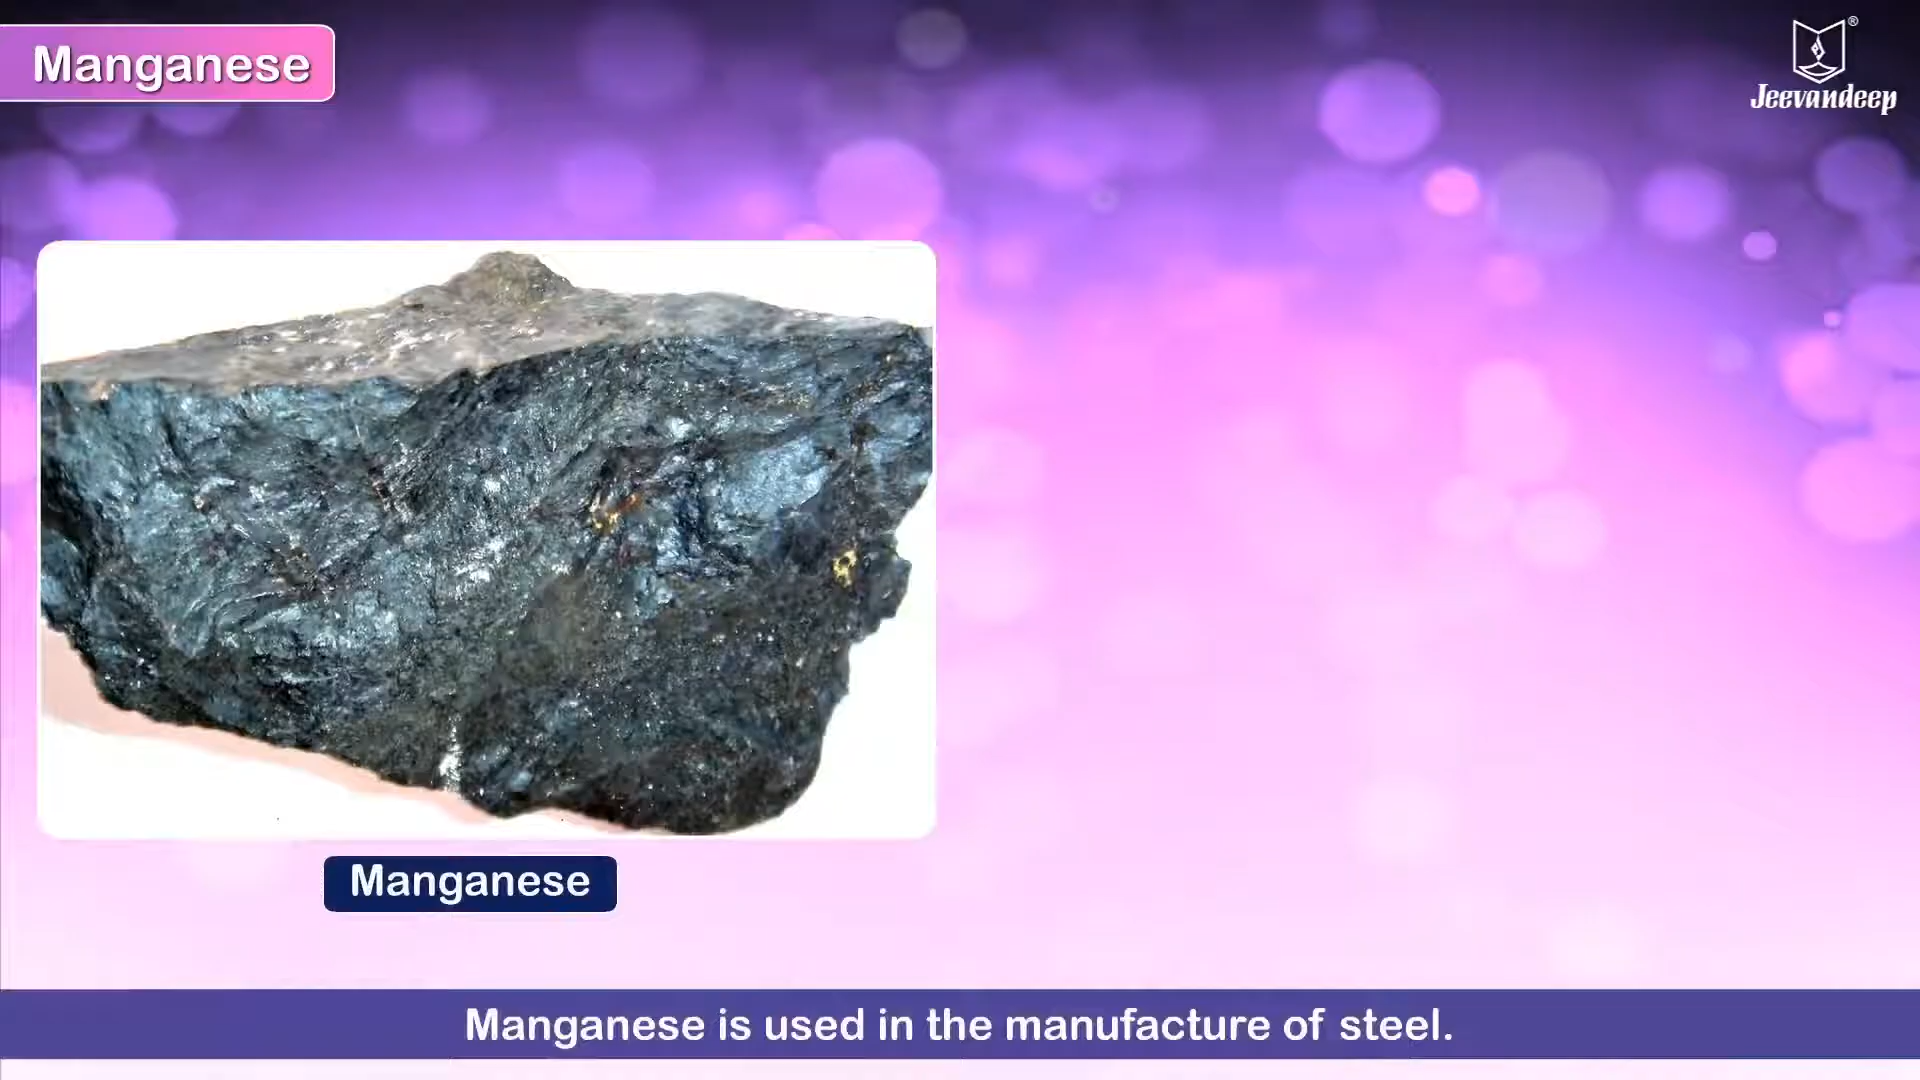 Manganese
®
Jeevandeep
Manganese
Manganese is used in the manufacture of steel.